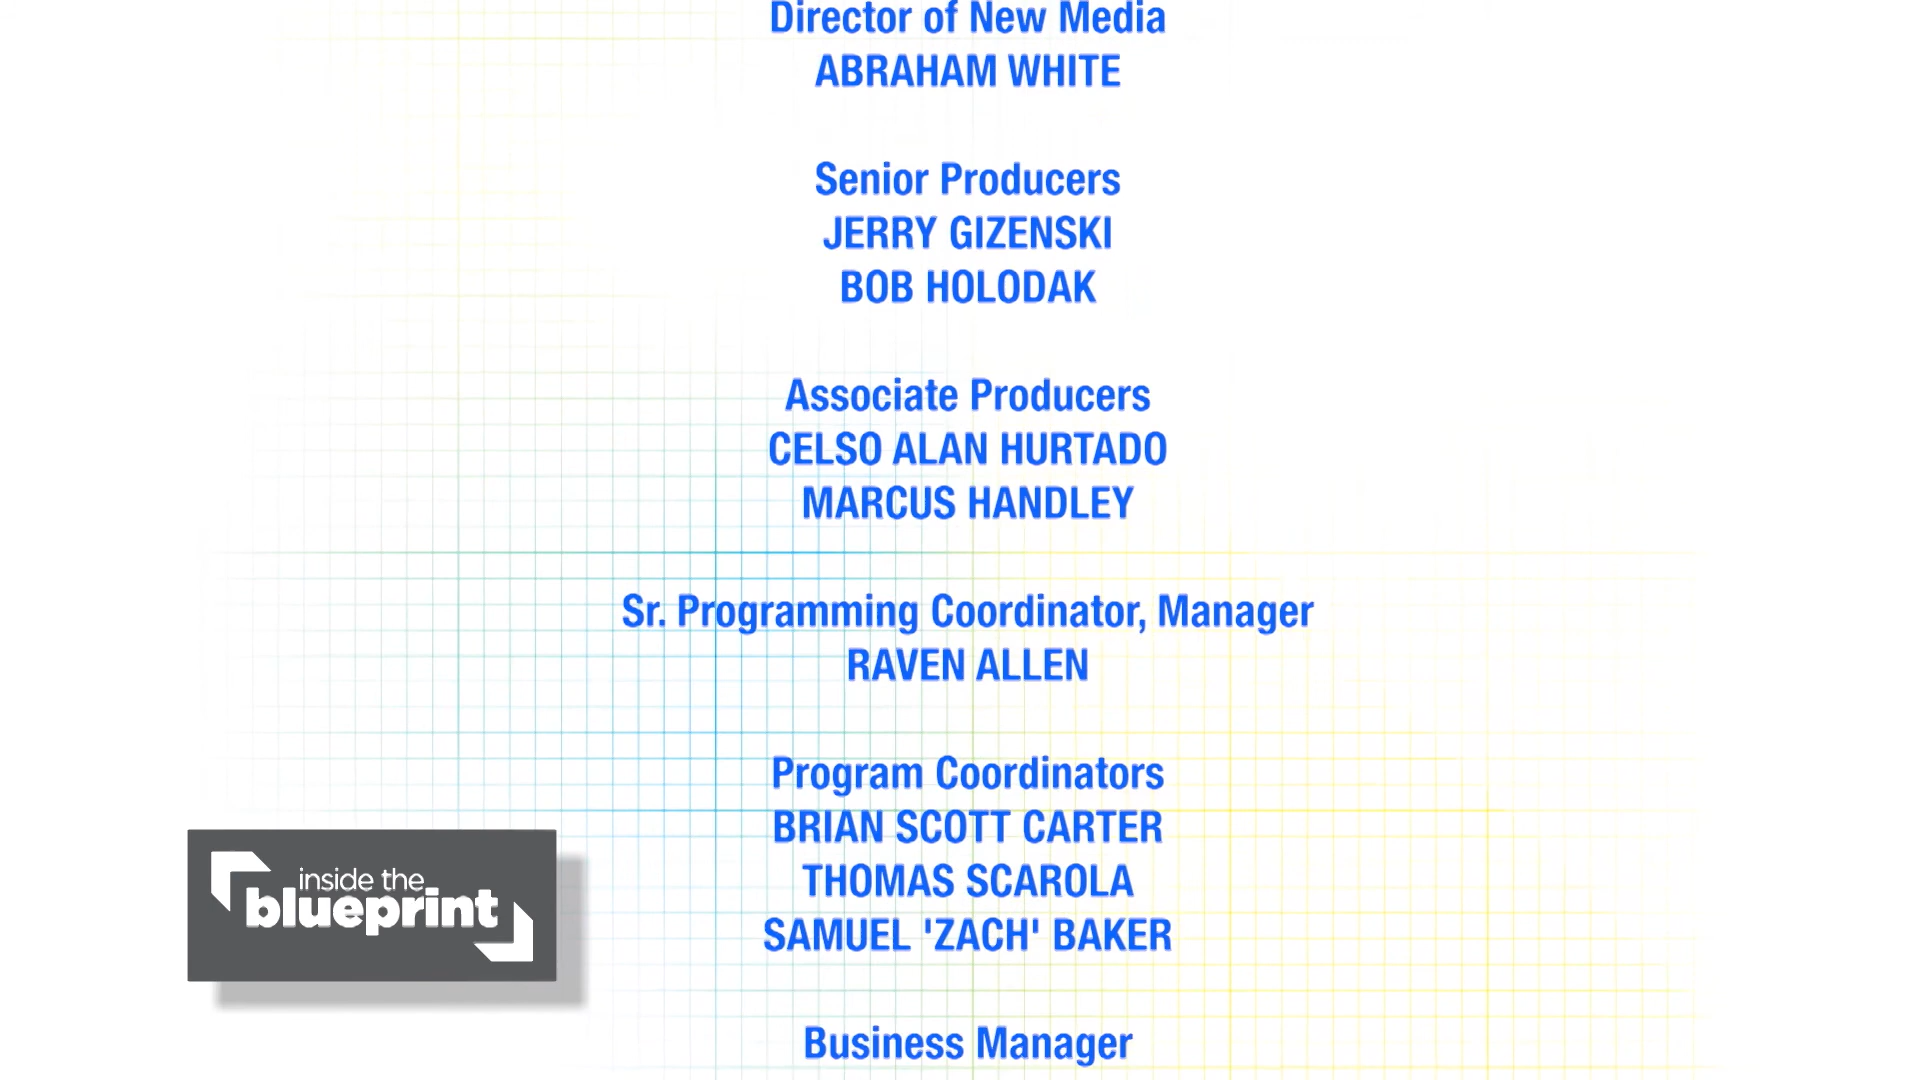 Director of New Media
ABRAHAM WHITE
Senior Producers
JERRY GIZENSKI
BOB HOLODAK
Associate Producers
CELSO ALAN HURTADO
MARCUS HANDLEY
Sr. Programming Coordinator, Manager
RAVEN ALLEN
Program Coordinators
BRIAN SCOTT CARTER
THOMAS SCAROLA
SAMUEL 'ZACH' BAKER
inside the
blueprint
Business Manager